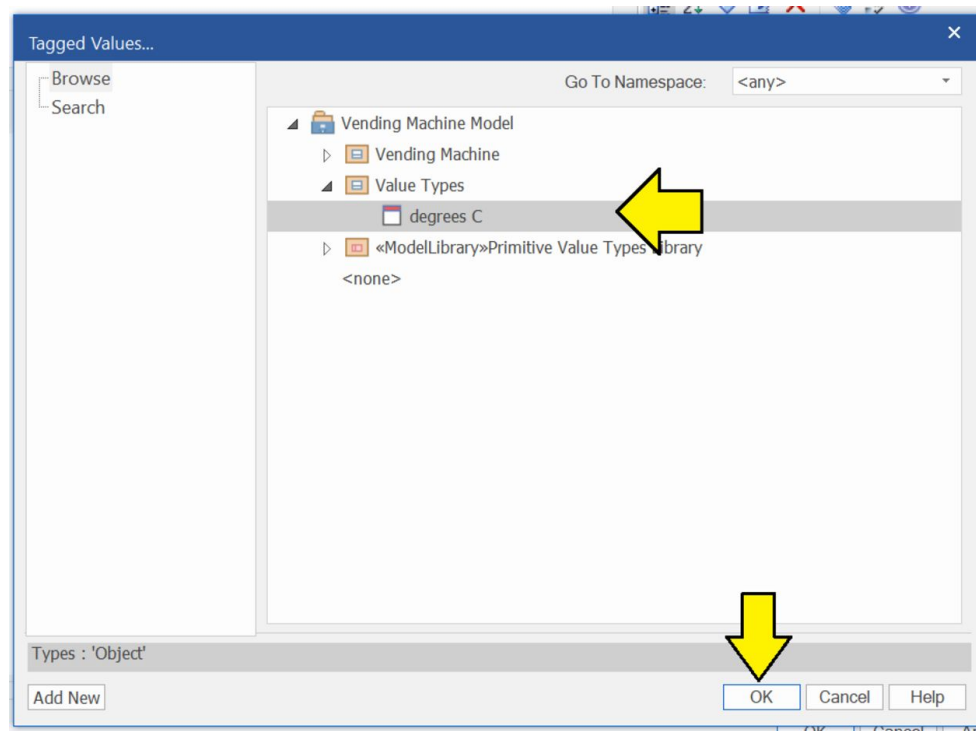 Tagged Values...
Browse
Search
Go To Namespace: <any>
Vending Machine Model
Vending Machine
Value Types
degrees C
«ModelLibrary»Primitive Value Types Library
<none>
Types : 'Object'
Add New
OK Cancel Help